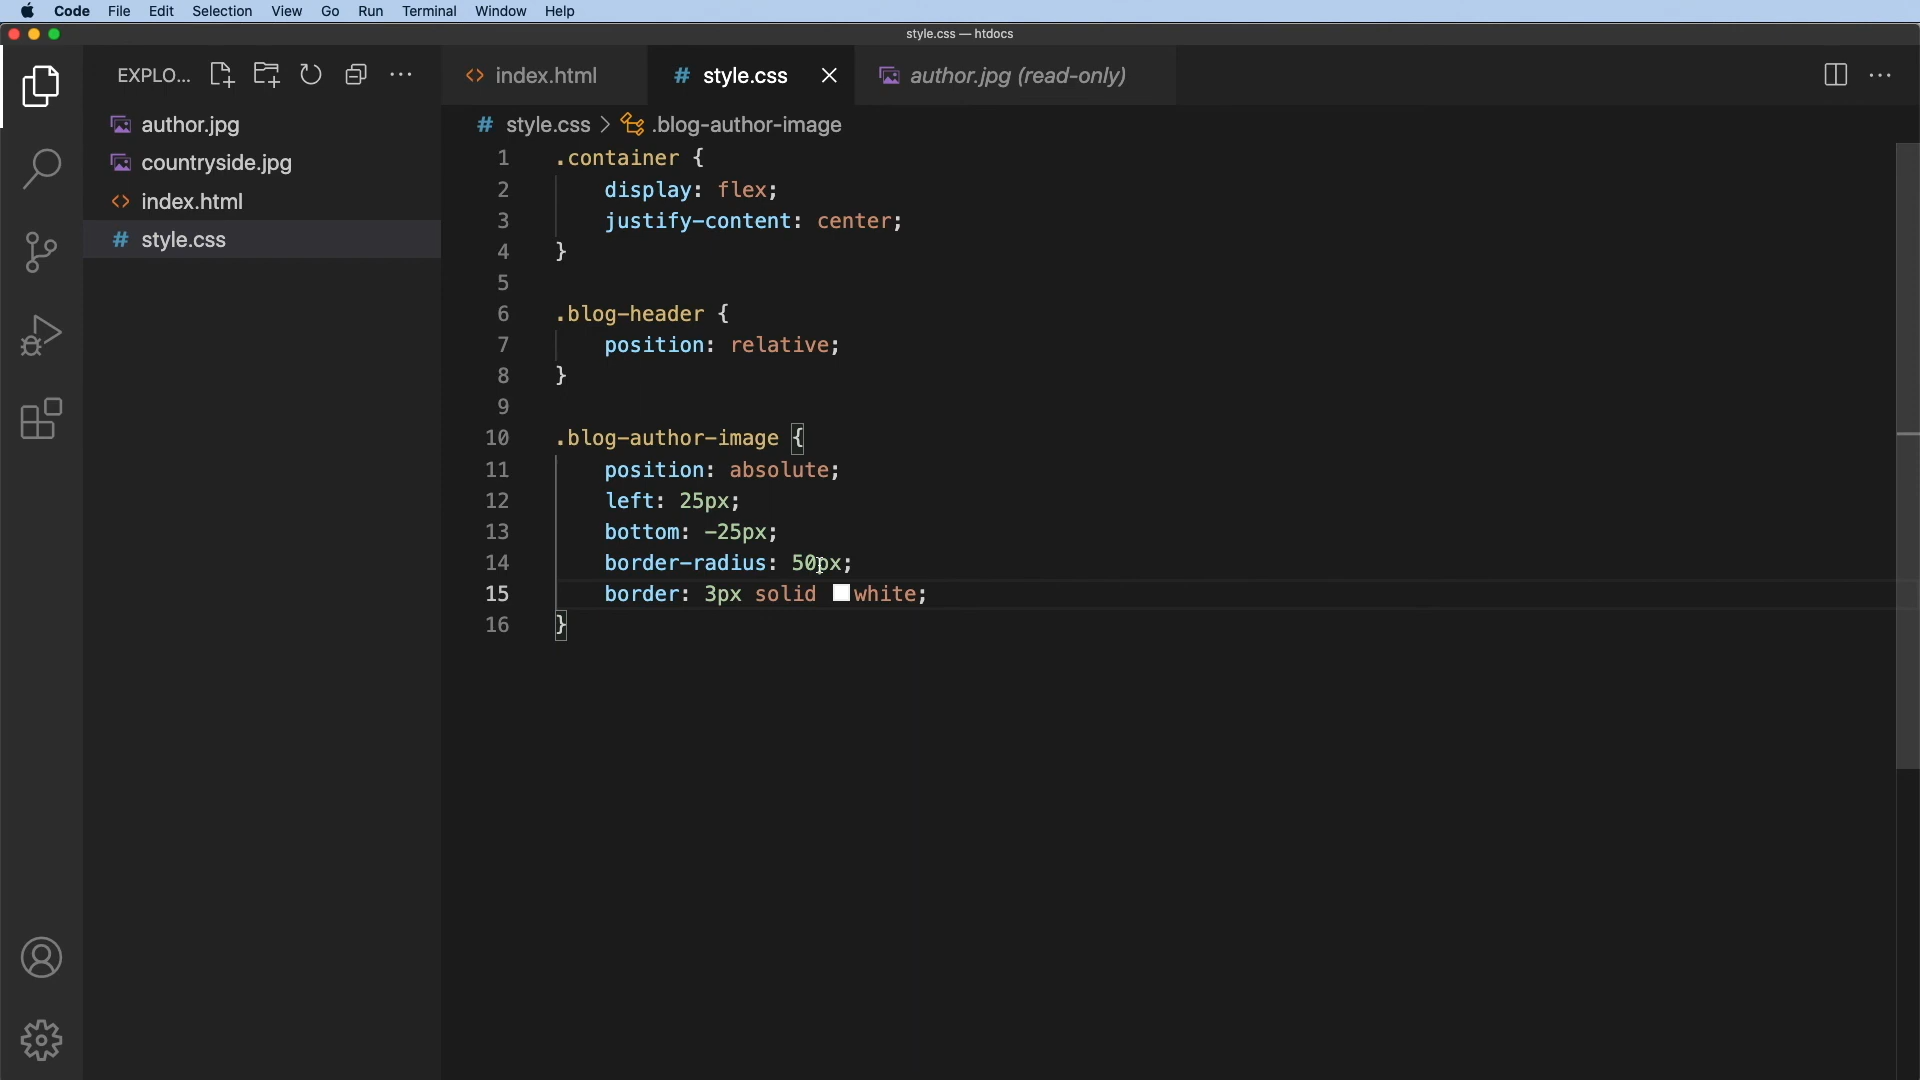 Code File Edit Selection View Go Run Terminal Window Help
style.css — htdocs
EXPLO...
index.html
# style.css
author.jpg (read-only)
author.jpg
countryside.jpg
<> index.html
# style.css
# style.css > .blog-author-image
1 .container {
2 display: flex;
3 justify-content: center;
4 }
5
6 .blog-header {
7 position: relative;
8 }
9
10 .blog-author-image {
11 position: absolute;
12 left: 25px;
13 bottom: -25px;
14 border-radius: 50px;
15 border: 3px solid white;
16 }